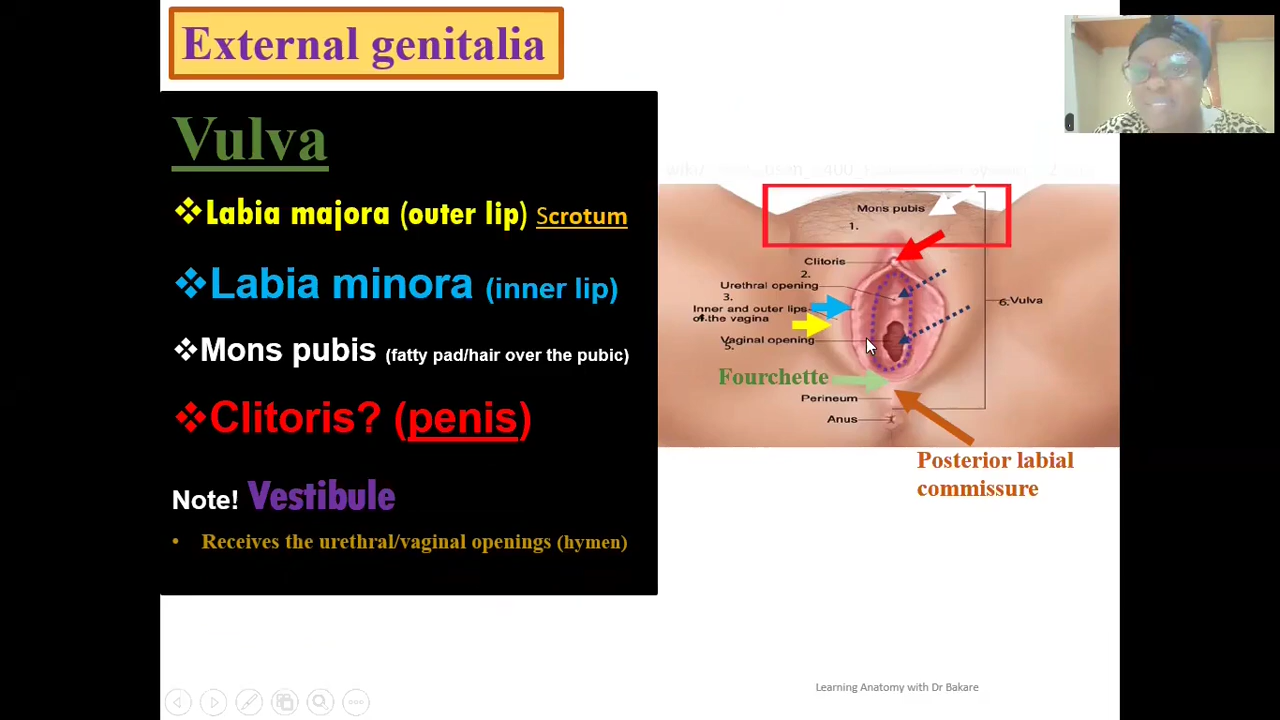 External genitalia
Vulva
❖Labia majora (outer lip) Scrotum
❖Labia minora (inner lip)
❖Mons pubis (fatty pad/hair over the pubic)
❖Clitoris? (penis)
Note! Vestibule
• Receives the urethral/vaginal openings (hymen)
Mons pubis
1.
Clitoris
2.
Urethral opening
3.
Inner and outer lips
of the vagina
4.
Vaginal opening
5.
6. Vulva
Fourchette
Perineum
Anus
Posterior labial
commissure
Learning Anatomy with Dr Bakare